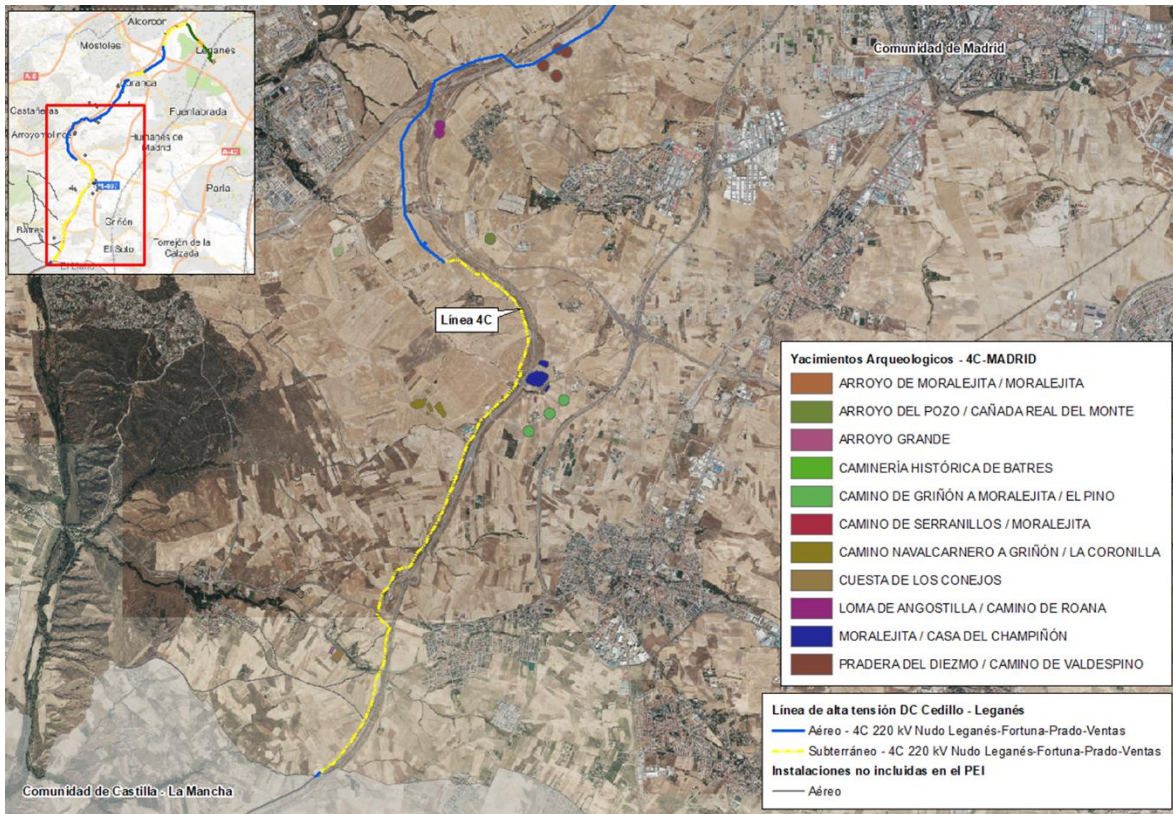 Alcorcón
Móstoles
Leganés
Castañeras
Fuenlabrada
Arroyomolinos
Humanes de
Madrid
A-42
Parla
Griñón
Batres
Torrejón de la
Calzada
Comunidad de Madrid
Línea 4C
Yacimientos Arqueologicos - 4C-MADRID
ARROYO DE MORALEJITA / MORALEJITA
ARROYO DEL POZO / CAÑADA REAL DEL MONTE
ARROYO GRANDE
CAMINERÍA HISTÓRICA DE BATRES
CAMINO DE GRIÑÓN A MORALEJITA / EL PINO
CAMINO DE SERRANILLOS / MORALEJITA
CAMINO NAVALCARNERO A GRIÑÓN / LA CORONILLA
CUESTA DE LOS CONEJOS
LOMA DE ANGOSTILLA / CAMINO DE ROANA
MORALEJITA / CASA DEL CHAMPIÑÓN
PRADERA DEL DIEZMO / CAMINO DE VALDESPINO
Línea de alta tensión DC Cedillo - Leganés
Aéreo - 4C 220 kV Nudo Leganés-Fortuna-Prado-Ventas
Subterráneo - 4C 220 kV Nudo Leganés-Fortuna-Prado-Ventas
Instalaciones no incluidas en el PEI
Aéreo
Comunidad de Castilla - La Mancha